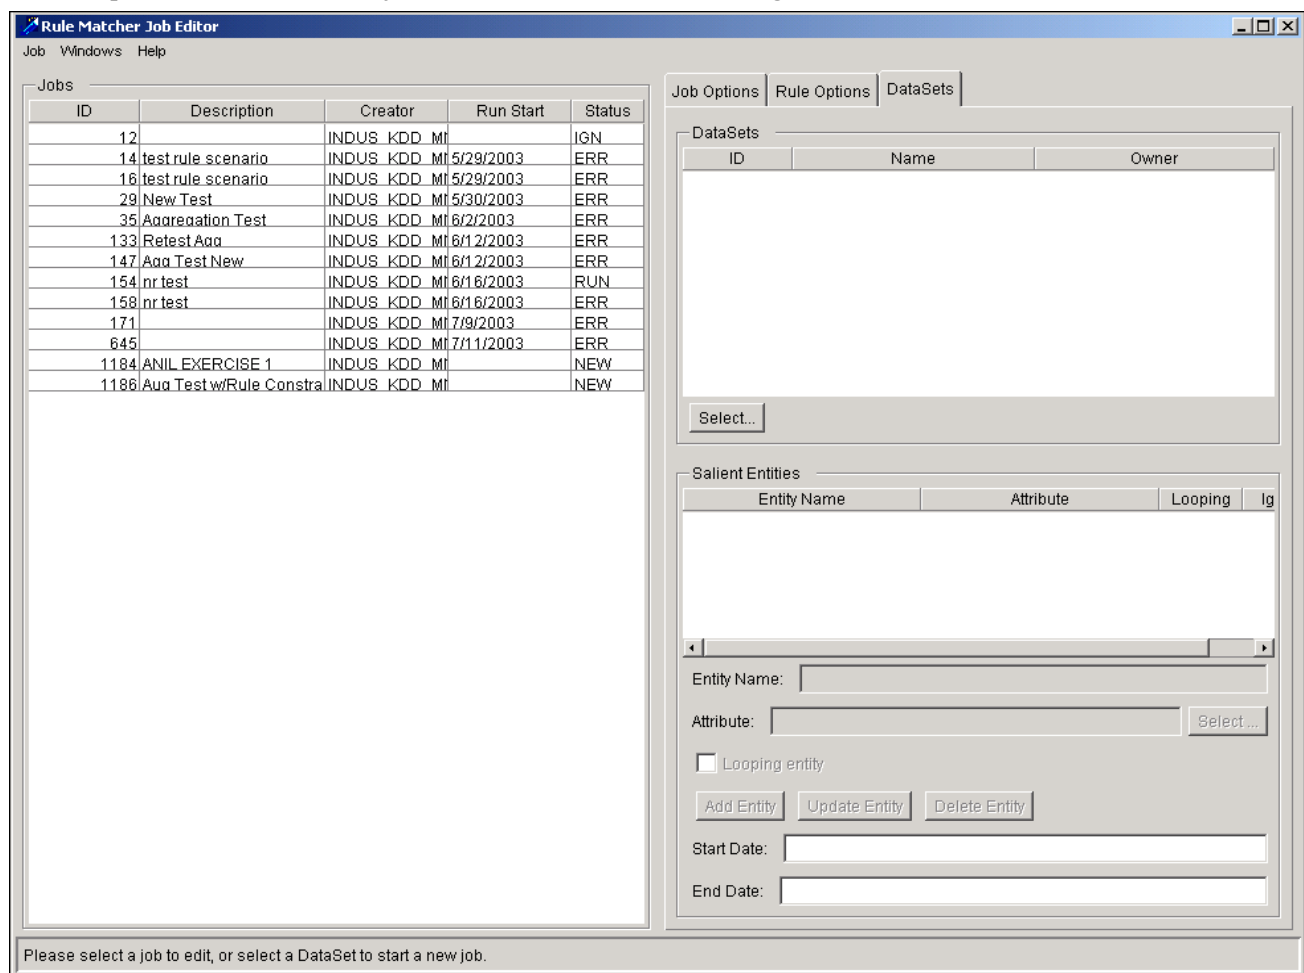 Rule Matcher Job Editor
Job Windows Help
Jobs
ID Description Creator Run Start Status
12 INDUS_KDD_MI IGN
14 test rule scenario INDUS_KDD_MI 5/29/2003 ERR
16 test rule scenario INDUS_KDD_MI 5/29/2003 ERR
29 New Test INDUS_KDD_MI 5/30/2003 ERR
35 Aggregation Test INDUS_KDD_MI 6/2/2003 ERR
133 Retest Agg INDUS_KDD_MI 6/12/2003 ERR
147 Agg Test New INDUS_KDD_MI 6/12/2003 ERR
154 nr test INDUS_KDD_MI 6/16/2003 RUN
158 nr test INDUS_KDD_MI 6/16/2003 ERR
171 INDUS_KDD_MI 7/9/2003 ERR
645 INDUS_KDD_MI 7/11/2003 ERR
1184 ANIL EXERCISE 1 INDUS_KDD_MI NEW
1186 Aug Test w/Rule Constra INDUS_KDD_MI NEW
Job Options Rule Options DataSets
DataSets
ID Name Owner
Select...
Salient Entities
Entity Name Attribute Looping Ig
Entity Name:
Attribute: Select ...
Looping entity
Add Entity Update Entity Delete Entity
Start Date:
End Date:
Please select a job to edit, or select a DataSet to start a new job.